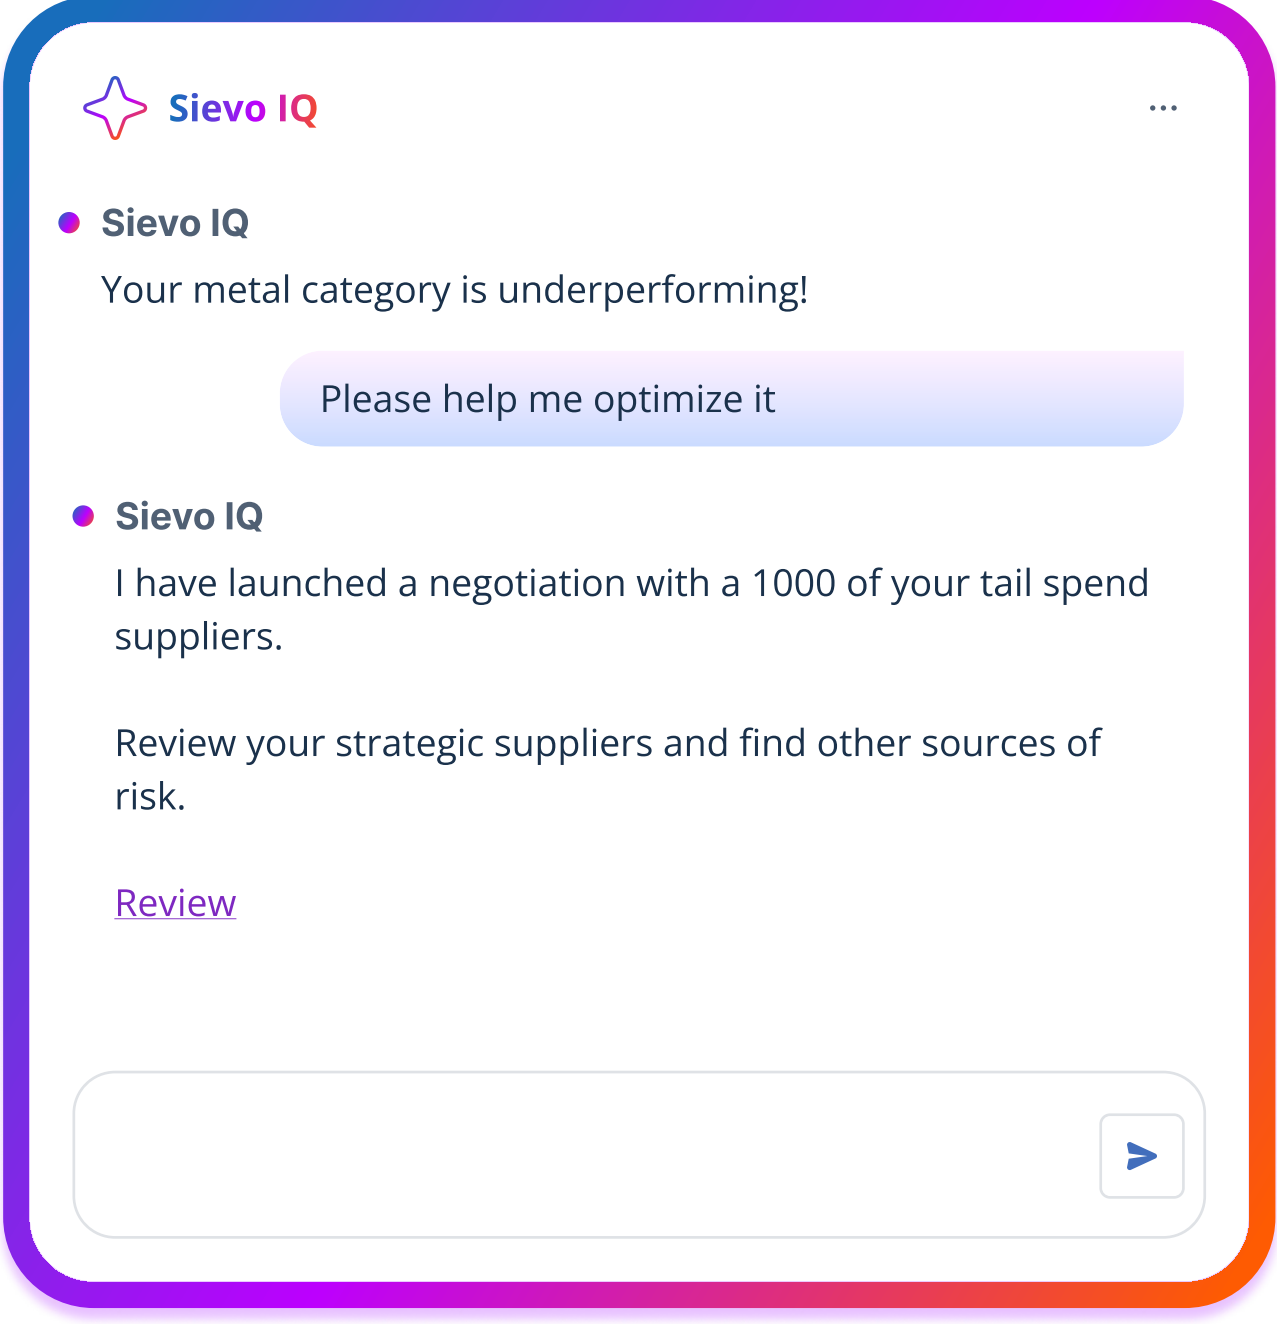 Sievo IQ
Sievo IQ
Your metal category is underperforming!
Please help me optimize it
Sievo IQ
I have launched a negotiation with a 1000 of your tail spend
suppliers.
Review your strategic suppliers and find other sources of
risk.
Review